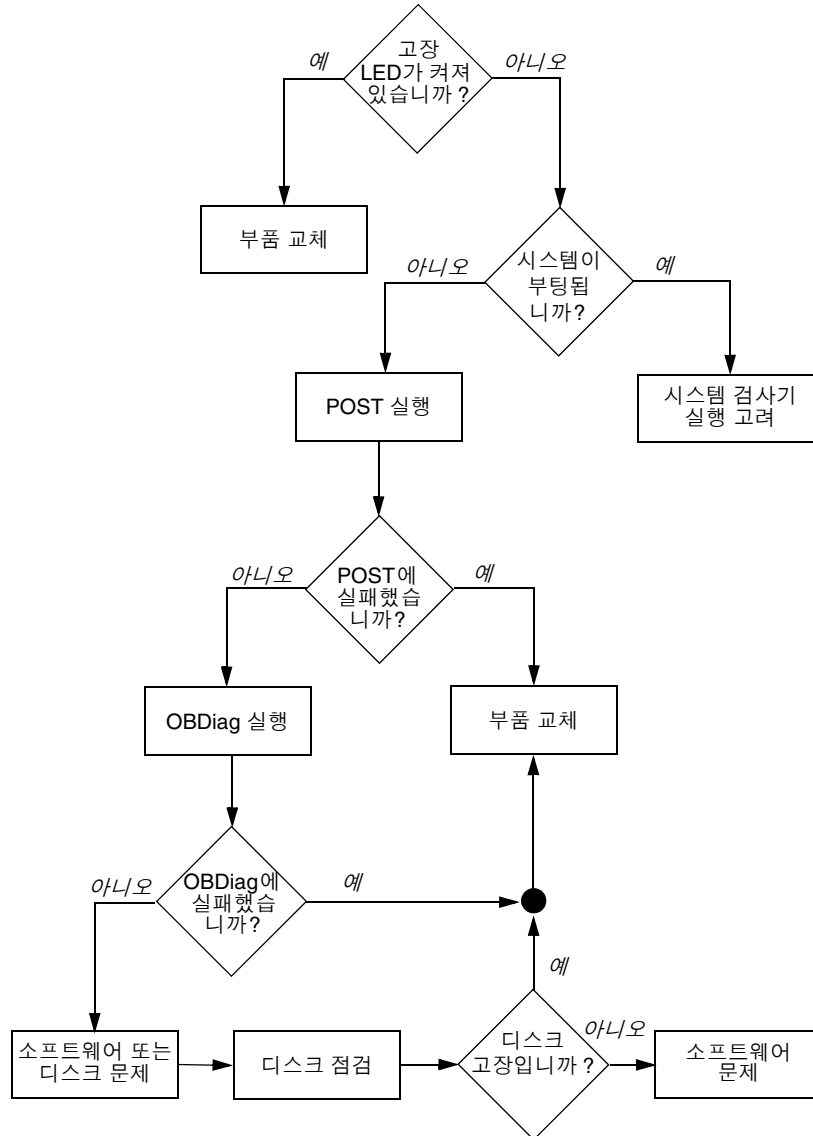 고장
LED가 켜져
있습니까 ?
예
아니오
부품 교체
시스템이
부팅됩
니까?
아니오
예
POST 실행
시스템 검사기
실행 고려
POST에
실패했습
니까?
아니오
예
OBDiag 실행
부품 교체
OBDiag에
실패했습
니까?
아니오
예
예
소프트웨어 또는
디스크 문제
디스크 점검
디스크
고장입니까 ?
아니오
소프트웨어
문제